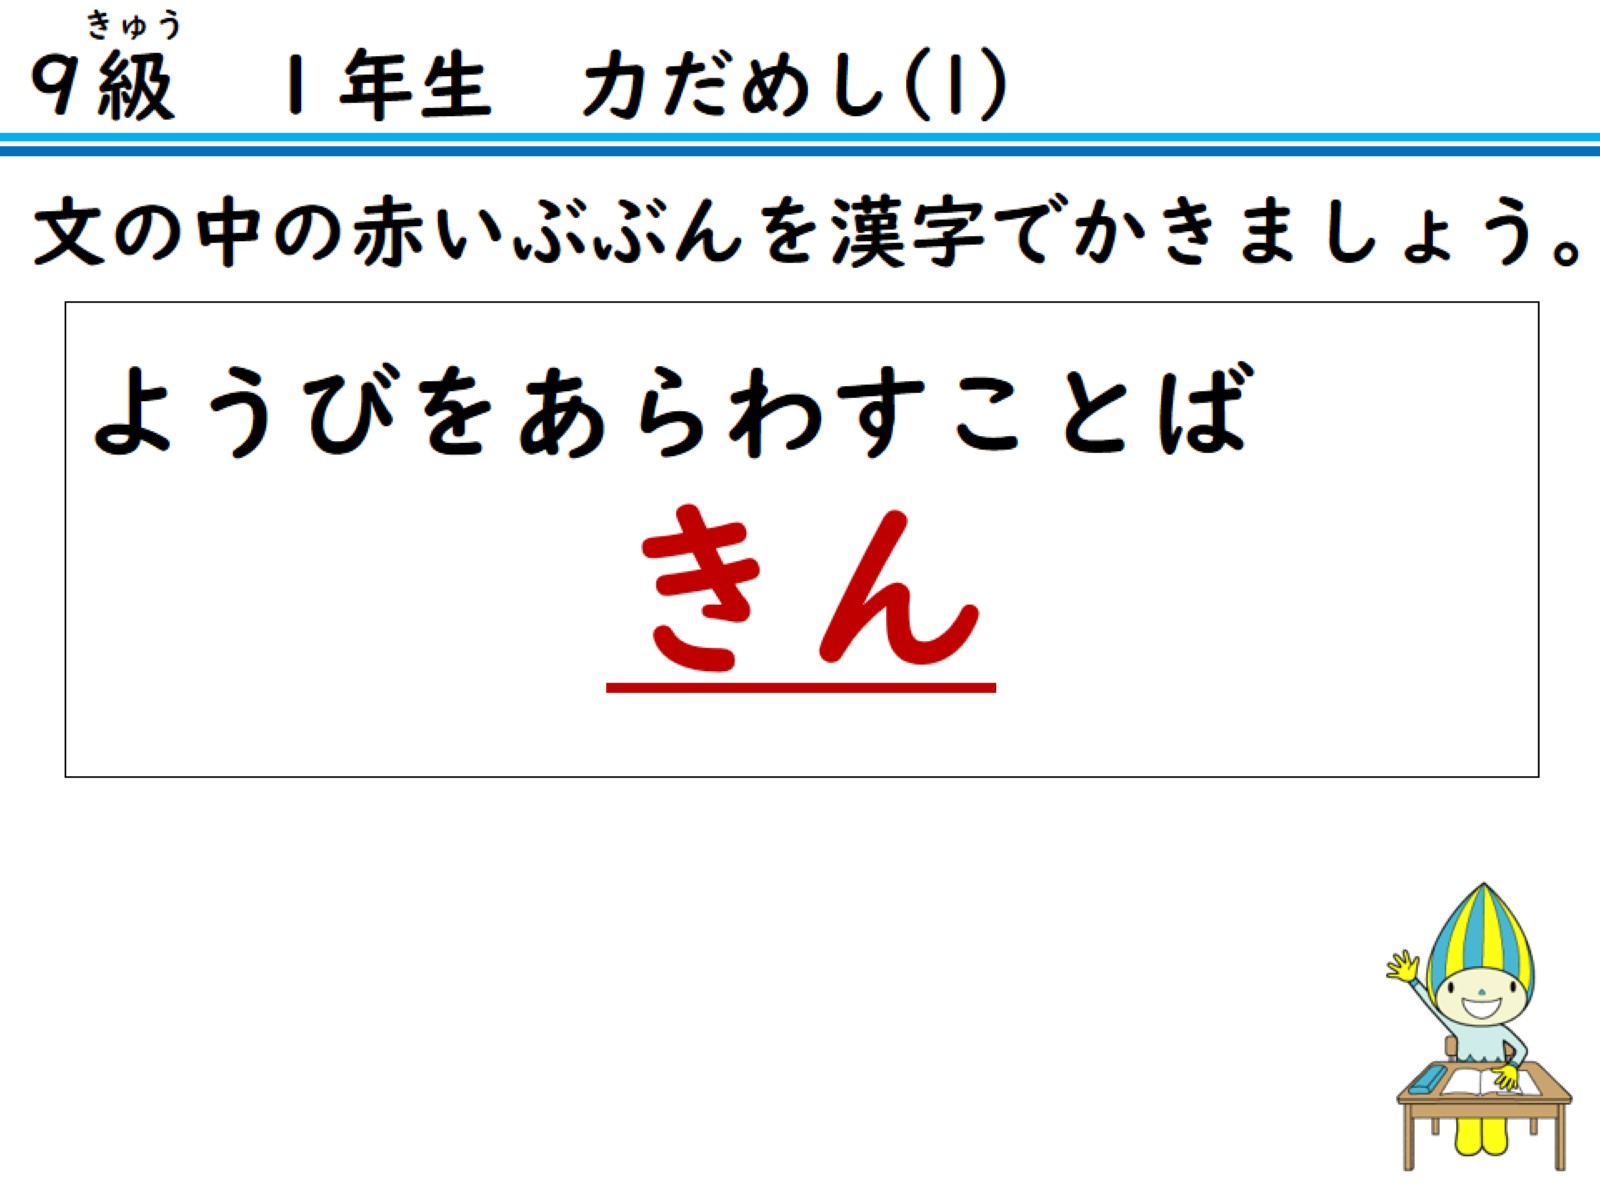 きゅう
９級　１年生　力だめし(１)
文の中の赤いぶぶんを漢字でかきましょう。
ようびをあらわすことば
きん